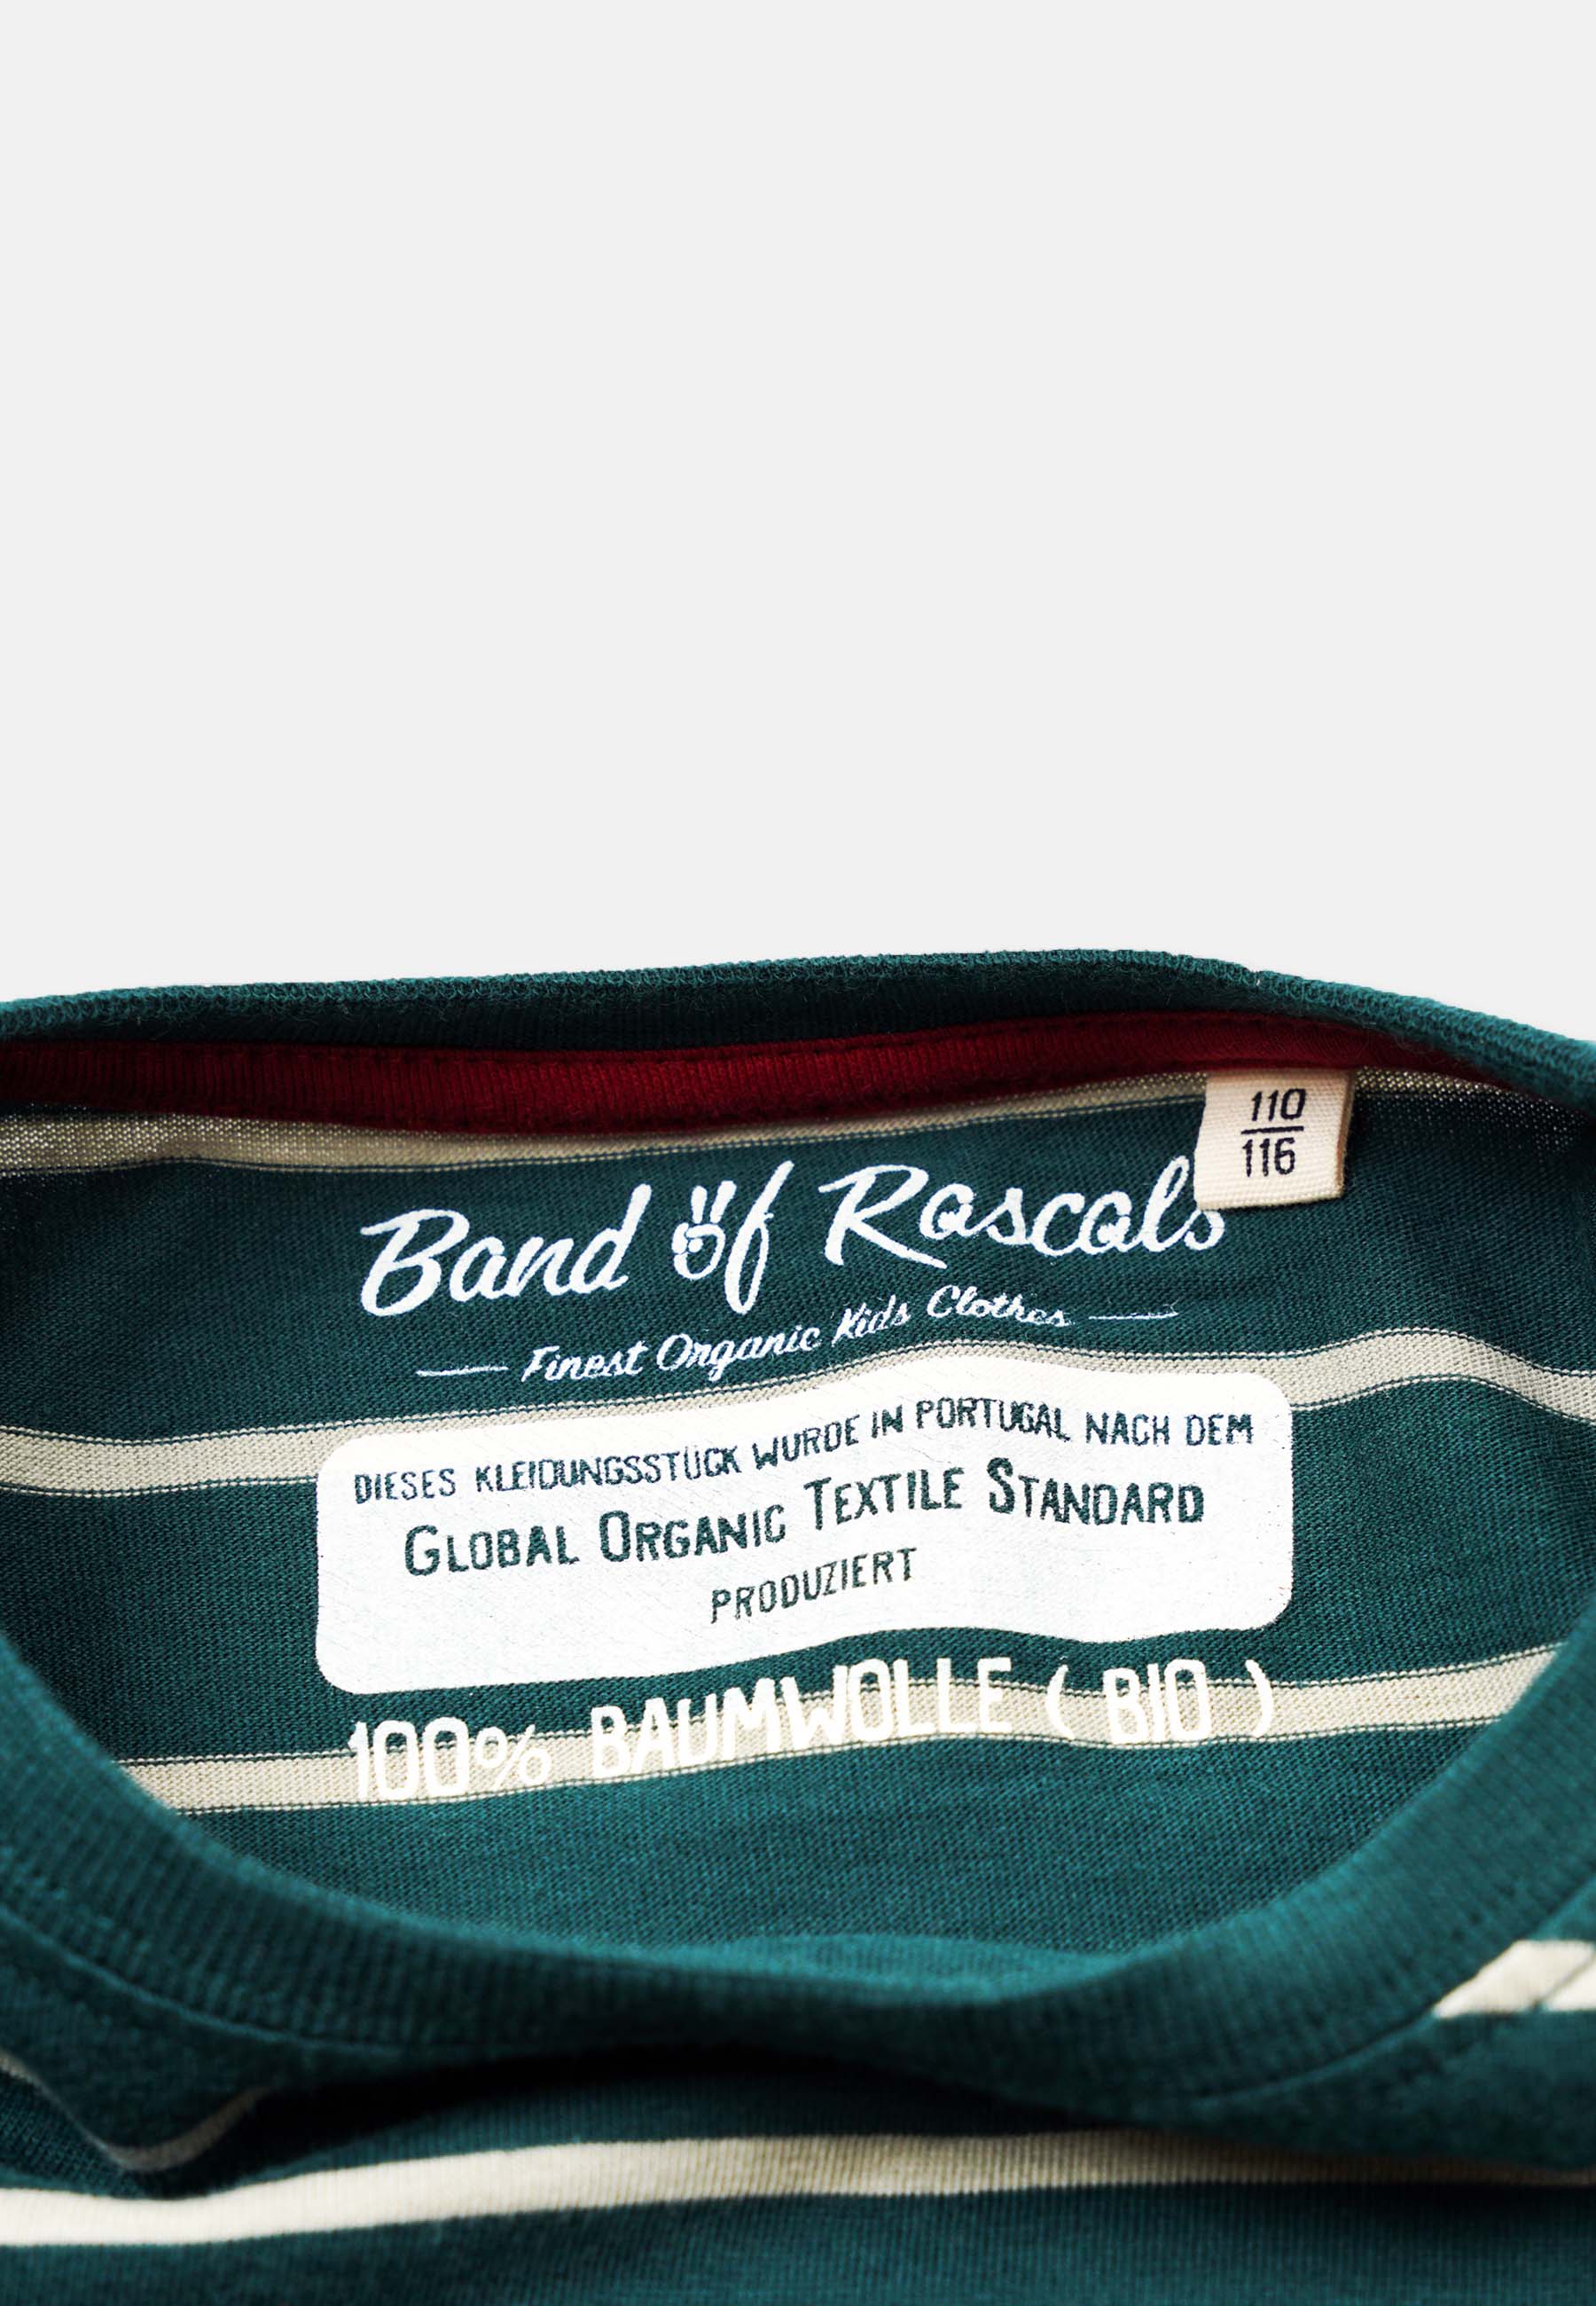 110
116
Band of Rascals
Finest Organic Kids Clothes
DIESES KLEIDUNGSSTÜCK WURDE IN PORTUGAL NACH DEM
GLOBAL ORGANIC TEXTILE STANDARD
PRODUZIERT
100% BAUMWOLLE ( BIO )